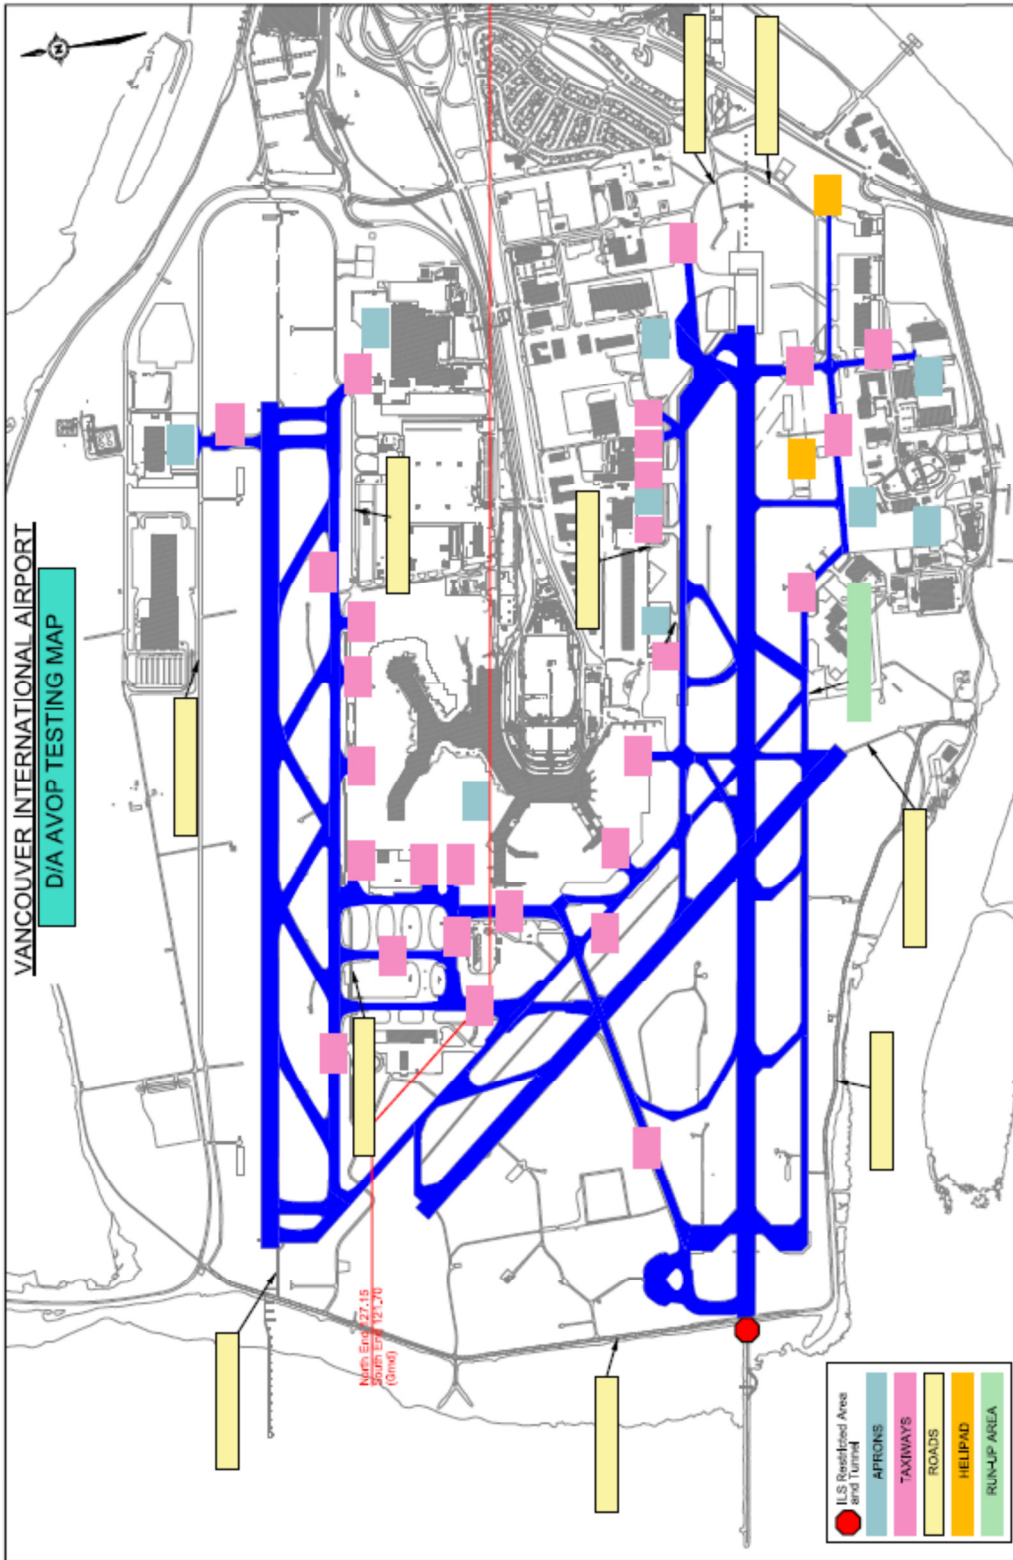 VANCOUVER INTERNATIONAL AIRPORT
D/A AVOP TESTING MAP
N
North End 127.15
South End 121.70
(Grnd)
ILS Restricted Area
and Tunnel
APRONS
TAXIWAYS
ROADS
HELIPAD
RUN-UP AREA